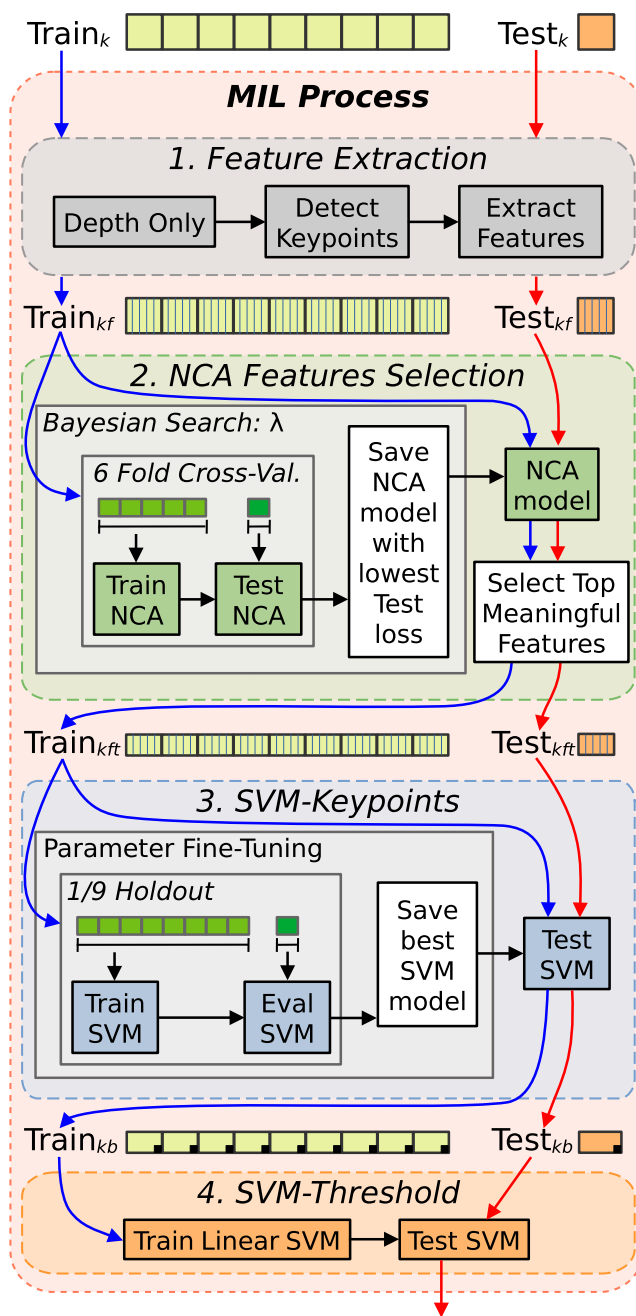 Train_k Test_k
MIL Process
1. Feature Extraction
Depth Only
Detect
Keypoints
Extract
Features
Train_kf Test_kf
2. NCA Features Selection
Bayesian Search: λ
6 Fold Cross-Val.
Train
NCA
Test
NCA
Save
NCA
model
with
lowest
Test
loss
NCA
model
Select Top
Meaningful
Features
Train_kft Test_kft
3. SVM-Keypoints
Parameter Fine-Tuning
1/9 Holdout
Train
SVM
Eval
SVM
Save
best
SVM
model
Test
SVM
Train_kb Test_kb
4. SVM-Threshold
Train Linear SVM
Test SVM